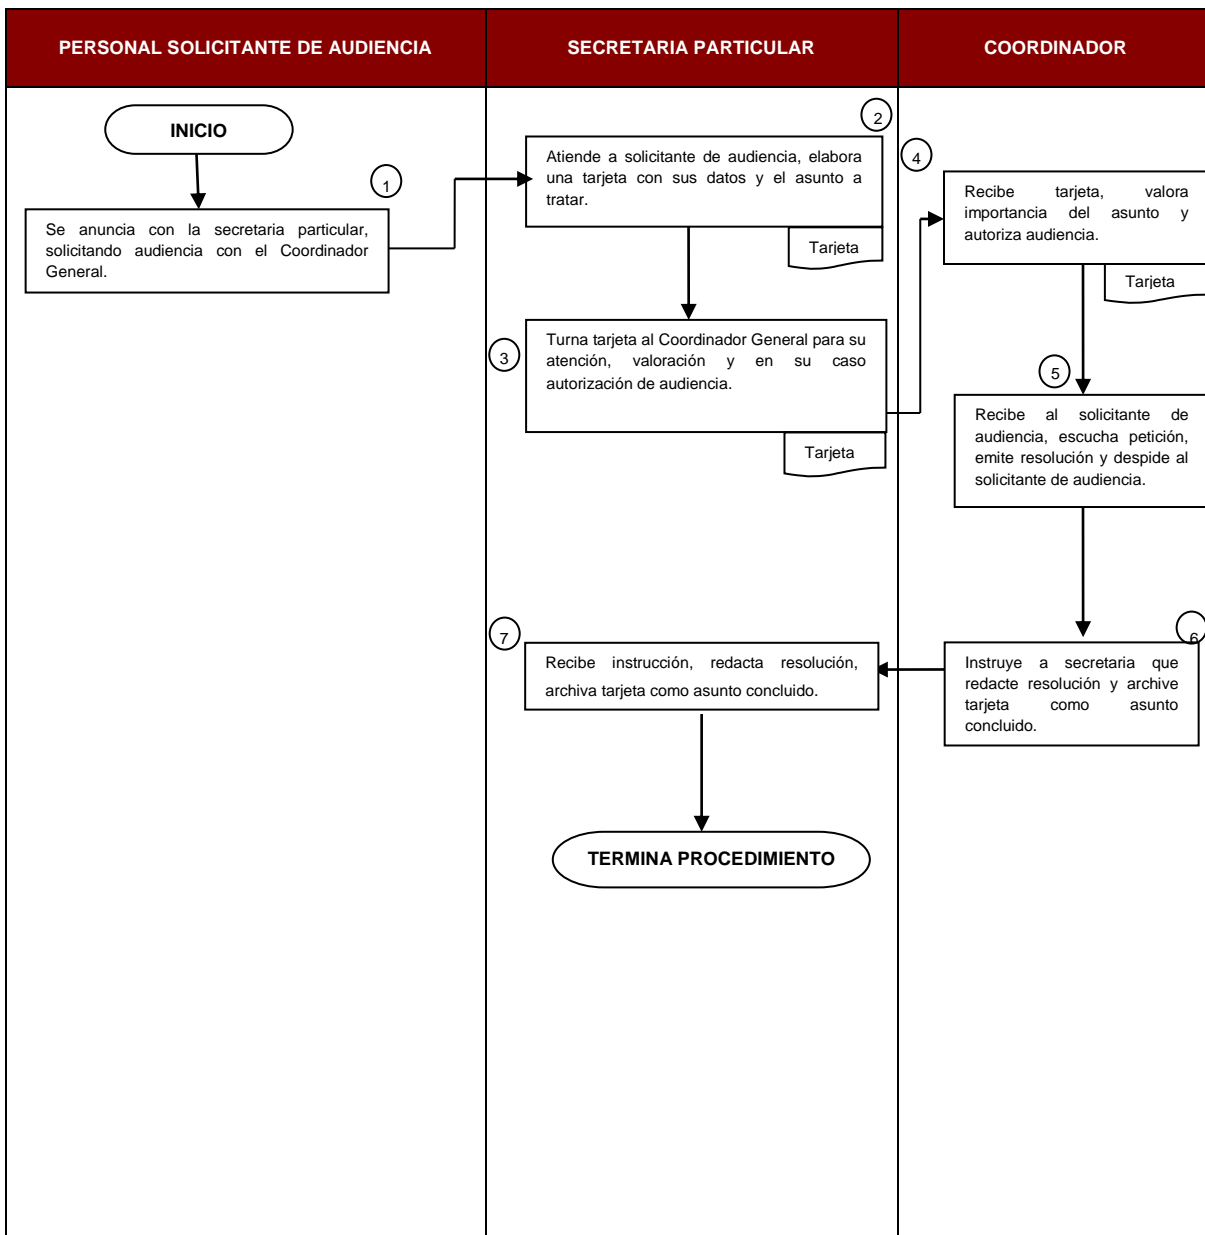 PERSONAL SOLICITANTE DE AUDIENCIA
SECRETARIA PARTICULAR
COORDINADOR
INICIO
1
Se anuncia con la secretaria particular,
solicitando audiencia con el Coordinador
General.
2
Atiende a solicitante de audiencia, elabora
una tarjeta con sus datos y el asunto a
tratar.
Tarjeta
3
Turna tarjeta al Coordinador General para su
atención, valoración y en su caso
autorización de audiencia.
Tarjeta
4
Recibe tarjeta, valora
importancia del asunto y
autoriza audiencia.
Tarjeta
5
Recibe al solicitante de
audiencia, escucha petición,
emite resolución y despide al
solicitante de audiencia.
6
Instruye a secretaria que
redacte resolución y archive
tarjeta como asunto
concluido.
7
Recibe instrucción, redacta resolución,
archiva tarjeta como asunto concluido.
TERMINA PROCEDIMIENTO